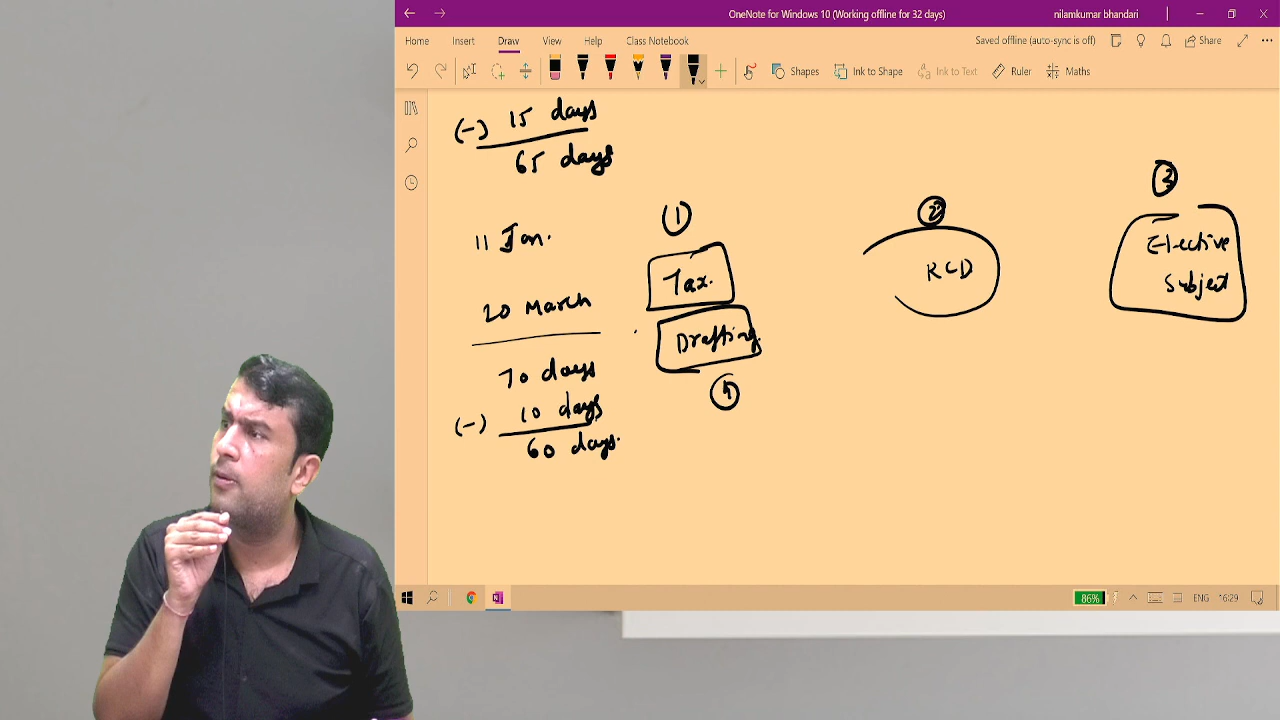 OneNote for Windows 10 (Working offline for 32 days)
nilamkumar bhandari
Home Insert Draw View Help Class Notebook
Saved offline (auto-sync is off)
Share
Shapes
Ink to Shape
Ink to Text
Ruler
Maths
(-) 15 days
65 days
11 Jan.
20 March
70 days
(-) 10 days
60 days.
1
Tax.
Drafting.
4
2
RCD
3
Elective
Subject
86%
ENG
16:29